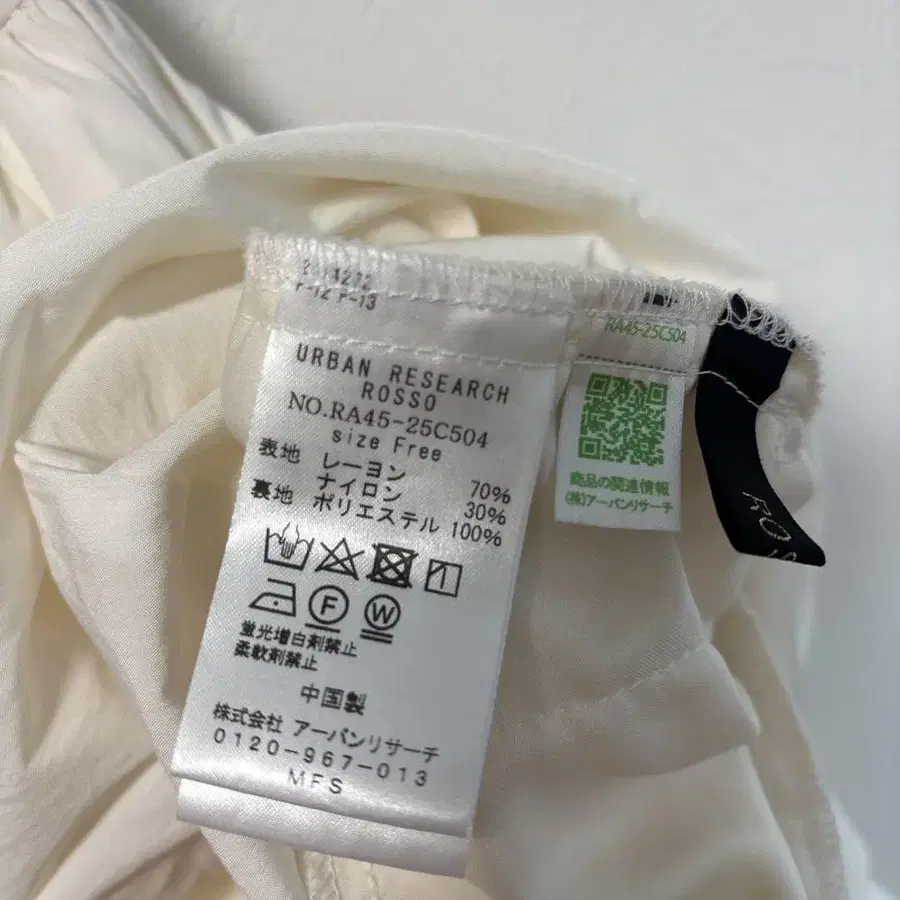 URBAN RESEARCH
ROSSO
NO.RA45-25C504
size Free
表地 レーヨン 70%
ナイロン 30%
裏地 ポリエステル 100%
F W
蛍光増白剤禁止
柔軟剤禁止
中国製
株式会社 アーバンリサーチ
0120-967-013
MFS
RA45-25C504
商品の関連情報
(株)アーバンリサーチ